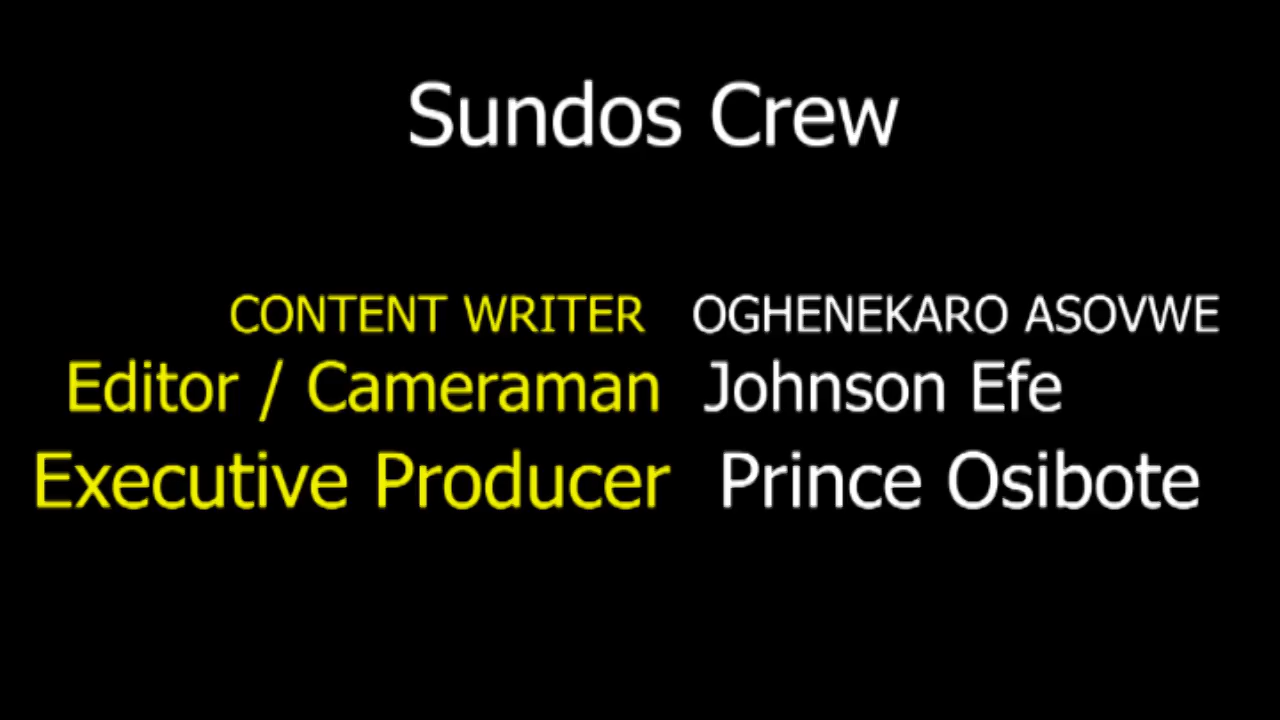 Sundos Crew
CONTENT WRITER OGHENEKARO ASOVWE
Editor / Cameraman Johnson Efe
Executive Producer Prince Osibote